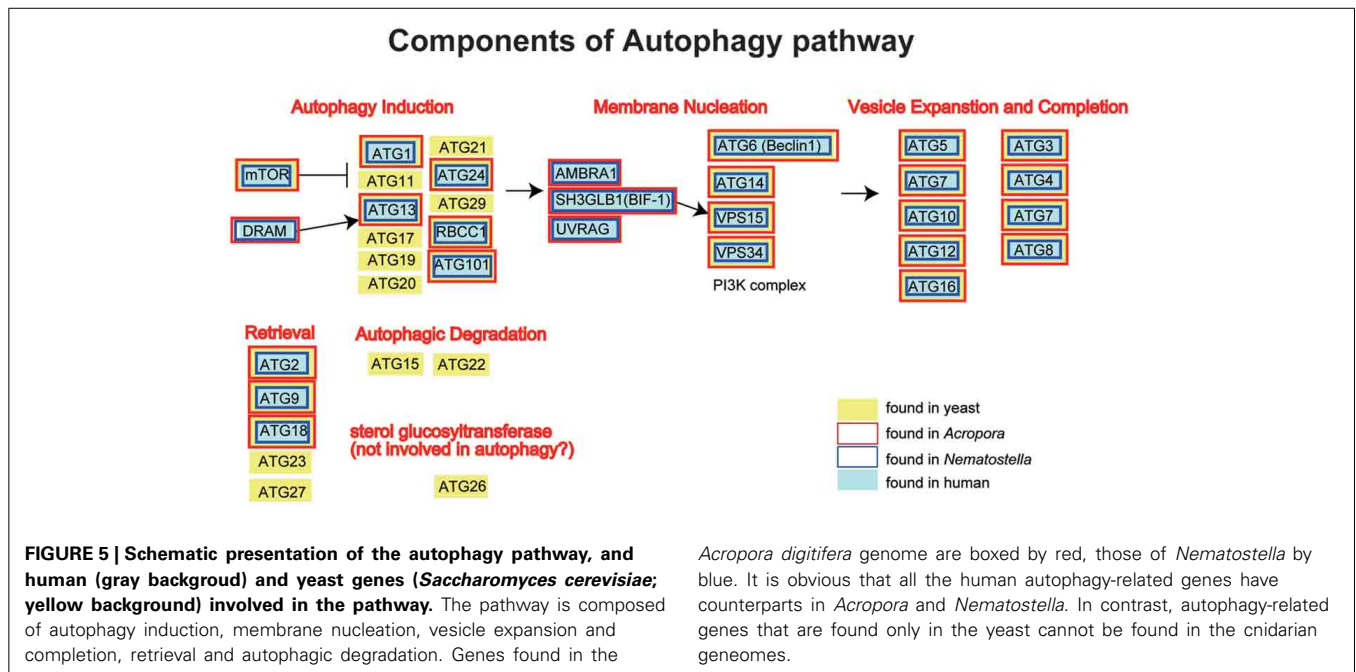 Components of Autophagy pathway
Autophagy Induction
Membrane Nucleation
Vesicle Expanstion and Completion
mTOR
DRAM
ATG1
ATG11
ATG13
ATG17
ATG19
ATG20
ATG21
ATG24
ATG29
RBCC1
ATG101
AMBRA1
SH3GLB1(BIF-1)
UVRAG
ATG6 (Beclin1)
ATG14
VPS15
VPS34
PI3K complex
ATG5
ATG7
ATG10
ATG12
ATG16
ATG3
ATG4
ATG7
ATG8
Retrieval
ATG2
ATG9
ATG18
ATG23
ATG27
Autophagic Degradation
ATG15
ATG22
sterol glucosyltransferase
(not involved in autophagy?)
ATG26
found in yeast
found in Acropora
found in Nematostella
found in human
FIGURE 5 | Schematic presentation of the autophagy pathway, and
human (gray backgroud) and yeast genes (Saccharomyces cerevisiae;
yellow background) involved in the pathway. The pathway is composed
of autophagy induction, membrane nucleation, vesicle expansion and
completion, retrieval and autophagic degradation. Genes found in the
Acropora digitifera genome are boxed by red, those of Nematostella by
blue. It is obvious that all the human autophagy-related genes have
counterparts in Acropora and Nematostella. In contrast, autophagy-related
genes that are found only in the yeast cannot be found in the cnidarian
geneomes.